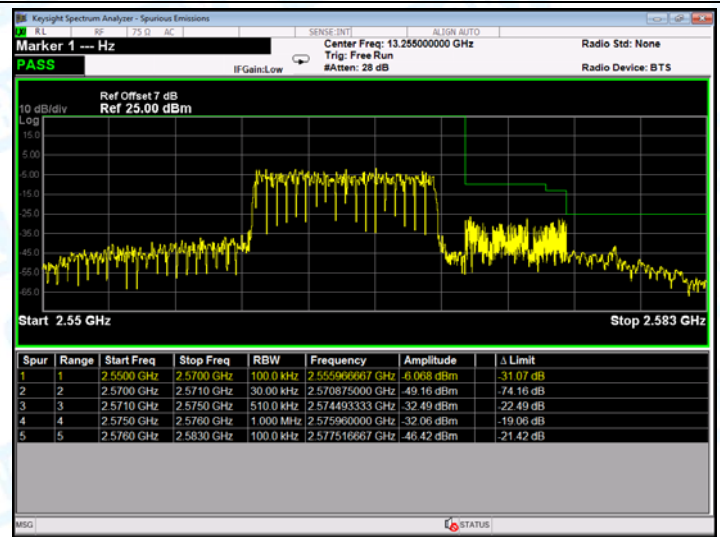 Keysight Spectrum Analyzer - Spurious Emissions
RL RF 75 Ω AC SENSE:INT ALIGN AUTO
Marker 1 --- Hz
Center Freq: 13.255000000 GHz
Radio Std: None
Trig: Free Run
PASS
IFGain:Low
#Atten: 28 dB
Radio Device: BTS
Ref Offset 7 dB
10 dB/div Ref 25.00 dBm
Log
15.0
5.00
-5.00
-15.0
-25.0
-35.0
-45.0
-55.0
-65.0
Start 2.55 GHz Stop 2.583 GHz
Spur Range Start Freq Stop Freq RBW Frequency Amplitude Δ Limit
1 1 2.5500 GHz 2.5700 GHz 100.0 kHz 2.555966667 GHz -6.068 dBm -31.07 dB
2 2 2.5700 GHz 2.5710 GHz 30.00 kHz 2.570875000 GHz -49.16 dBm -74.16 dB
3 3 2.5710 GHz 2.5750 GHz 510.0 kHz 2.574493333 GHz -32.49 dBm -22.49 dB
4 4 2.5750 GHz 2.5760 GHz 1.000 MHz 2.575960000 GHz -32.06 dBm -19.06 dB
5 5 2.5760 GHz 2.5830 GHz 100.0 kHz 2.577516667 GHz -46.42 dBm -21.42 dB
MSG STATUS